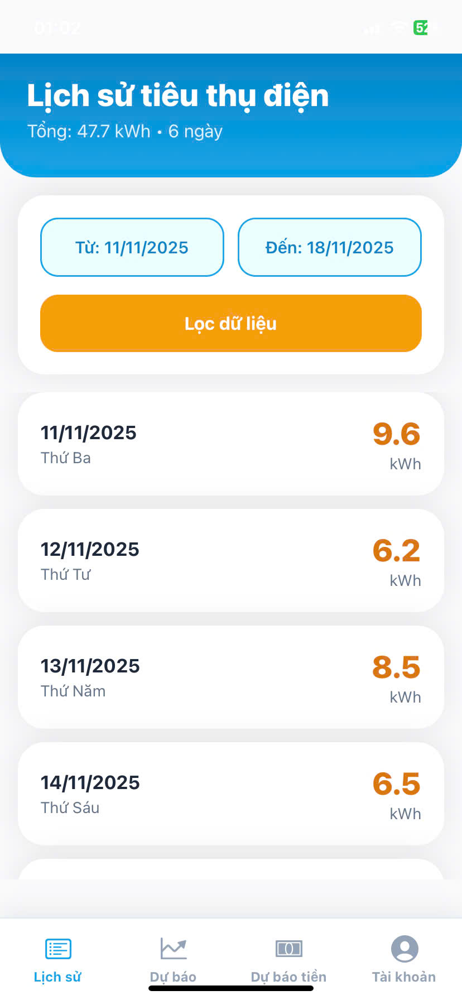 01:02
Lịch sử tiêu thụ điện
Tổng: 47.7 kWh • 6 ngày
Từ: 11/11/2025
Đến: 18/11/2025
Lọc dữ liệu
11/11/2025
9.6
Thứ Ba
kWh
12/11/2025
6.2
Thứ Tư
kWh
13/11/2025
8.5
Thứ Năm
kWh
14/11/2025
6.5
Thứ Sáu
kWh
Lịch sử
Dự báo
Dự báo tiền
Tài khoản